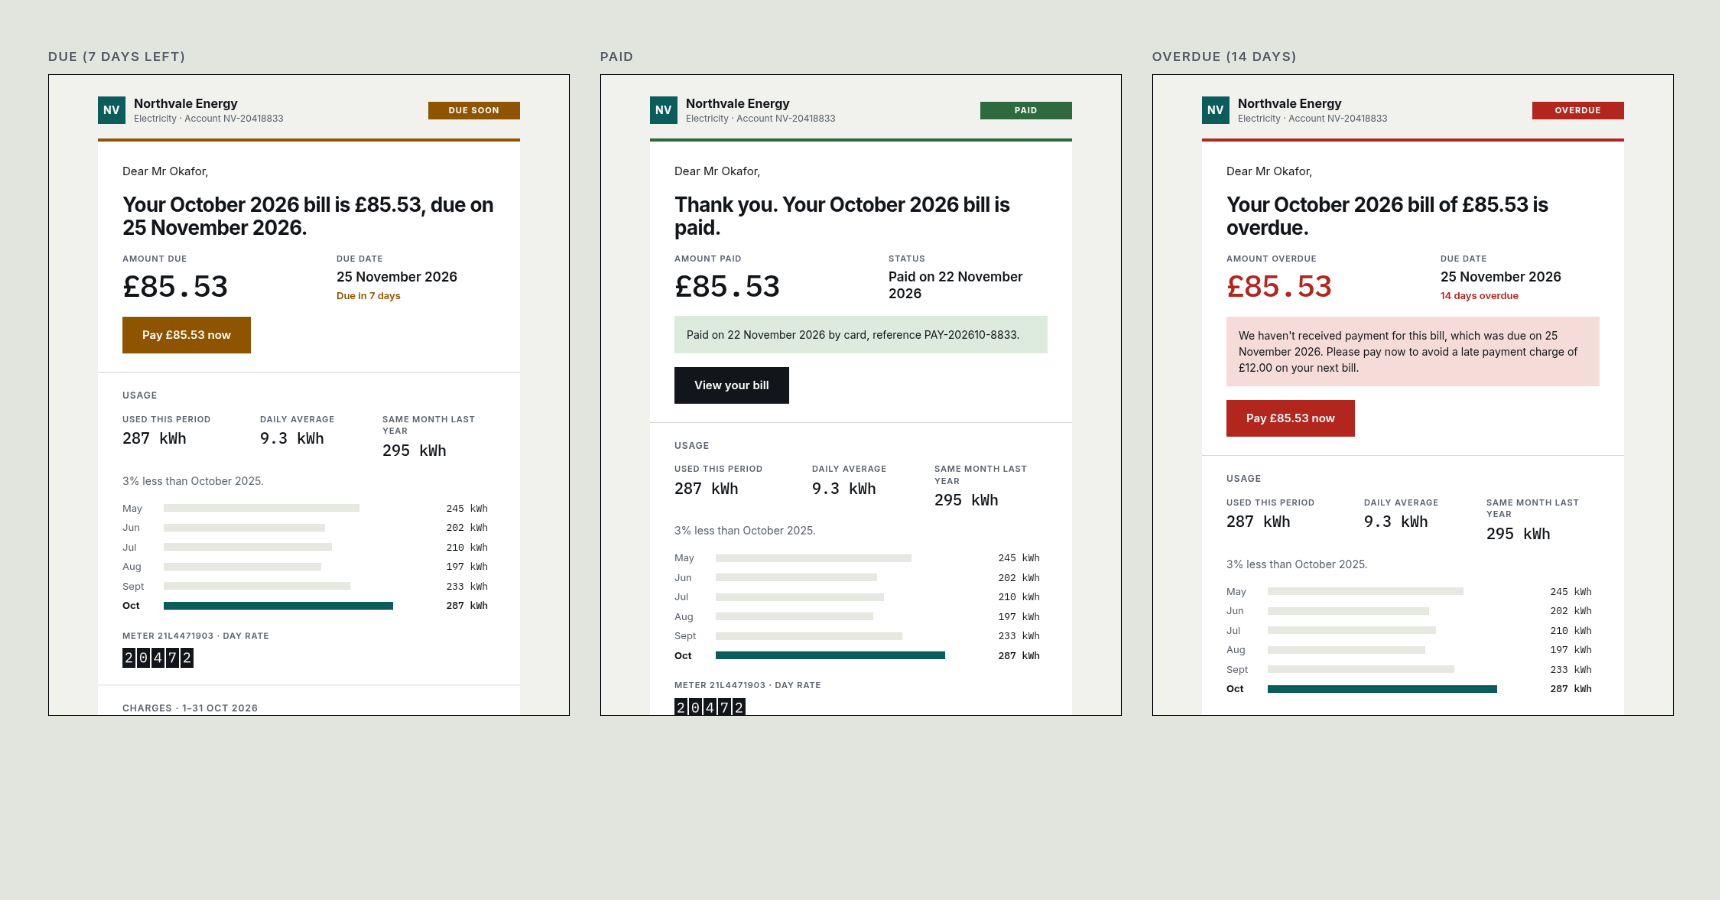 DUE (7 DAYS LEFT)
NV
Northvale Energy
Electricity · Account NV-20418833
DUE SOON
Dear Mr Okafor,
Your October 2026 bill is £85.53, due on
25 November 2026.
AMOUNT DUE
£85.53
DUE DATE
25 November 2026
Due in 7 days
Pay £85.53 now
USAGE
USED THIS PERIOD
287 kWh
DAILY AVERAGE
9.3 kWh
SAME MONTH LAST
YEAR
295 kWh
3% less than October 2025.
May 245 kWh
Jun 202 kWh
Jul 210 kWh
Aug 197 kWh
Sept 233 kWh
Oct 287 kWh
METER 21L4471903 · DAY RATE
20472
CHARGES · 1–31 OCT 2026
PAID
NV
Northvale Energy
Electricity · Account NV-20418833
PAID
Dear Mr Okafor,
Thank you. Your October 2026 bill is
paid.
AMOUNT PAID
£85.53
STATUS
Paid on 22 November
2026
Paid on 22 November 2026 by card, reference PAY-202610-8833.
View your bill
USAGE
USED THIS PERIOD
287 kWh
DAILY AVERAGE
9.3 kWh
SAME MONTH LAST
YEAR
295 kWh
3% less than October 2025.
May 245 kWh
Jun 202 kWh
Jul 210 kWh
Aug 197 kWh
Sept 233 kWh
Oct 287 kWh
METER 21L4471903 · DAY RATE
20472
OVERDUE (14 DAYS)
NV
Northvale Energy
Electricity · Account NV-20418833
OVERDUE
Dear Mr Okafor,
Your October 2026 bill of £85.53 is
overdue.
AMOUNT OVERDUE
£85.53
DUE DATE
25 November 2026
14 days overdue
We haven't received payment for this bill, which was due on 25
November 2026. Please pay now to avoid a late payment charge of
£12.00 on your next bill.
Pay £85.53 now
USAGE
USED THIS PERIOD
287 kWh
DAILY AVERAGE
9.3 kWh
SAME MONTH LAST
YEAR
295 kWh
3% less than October 2025.
May 245 kWh
Jun 202 kWh
Jul 210 kWh
Aug 197 kWh
Sept 233 kWh
Oct 287 kWh